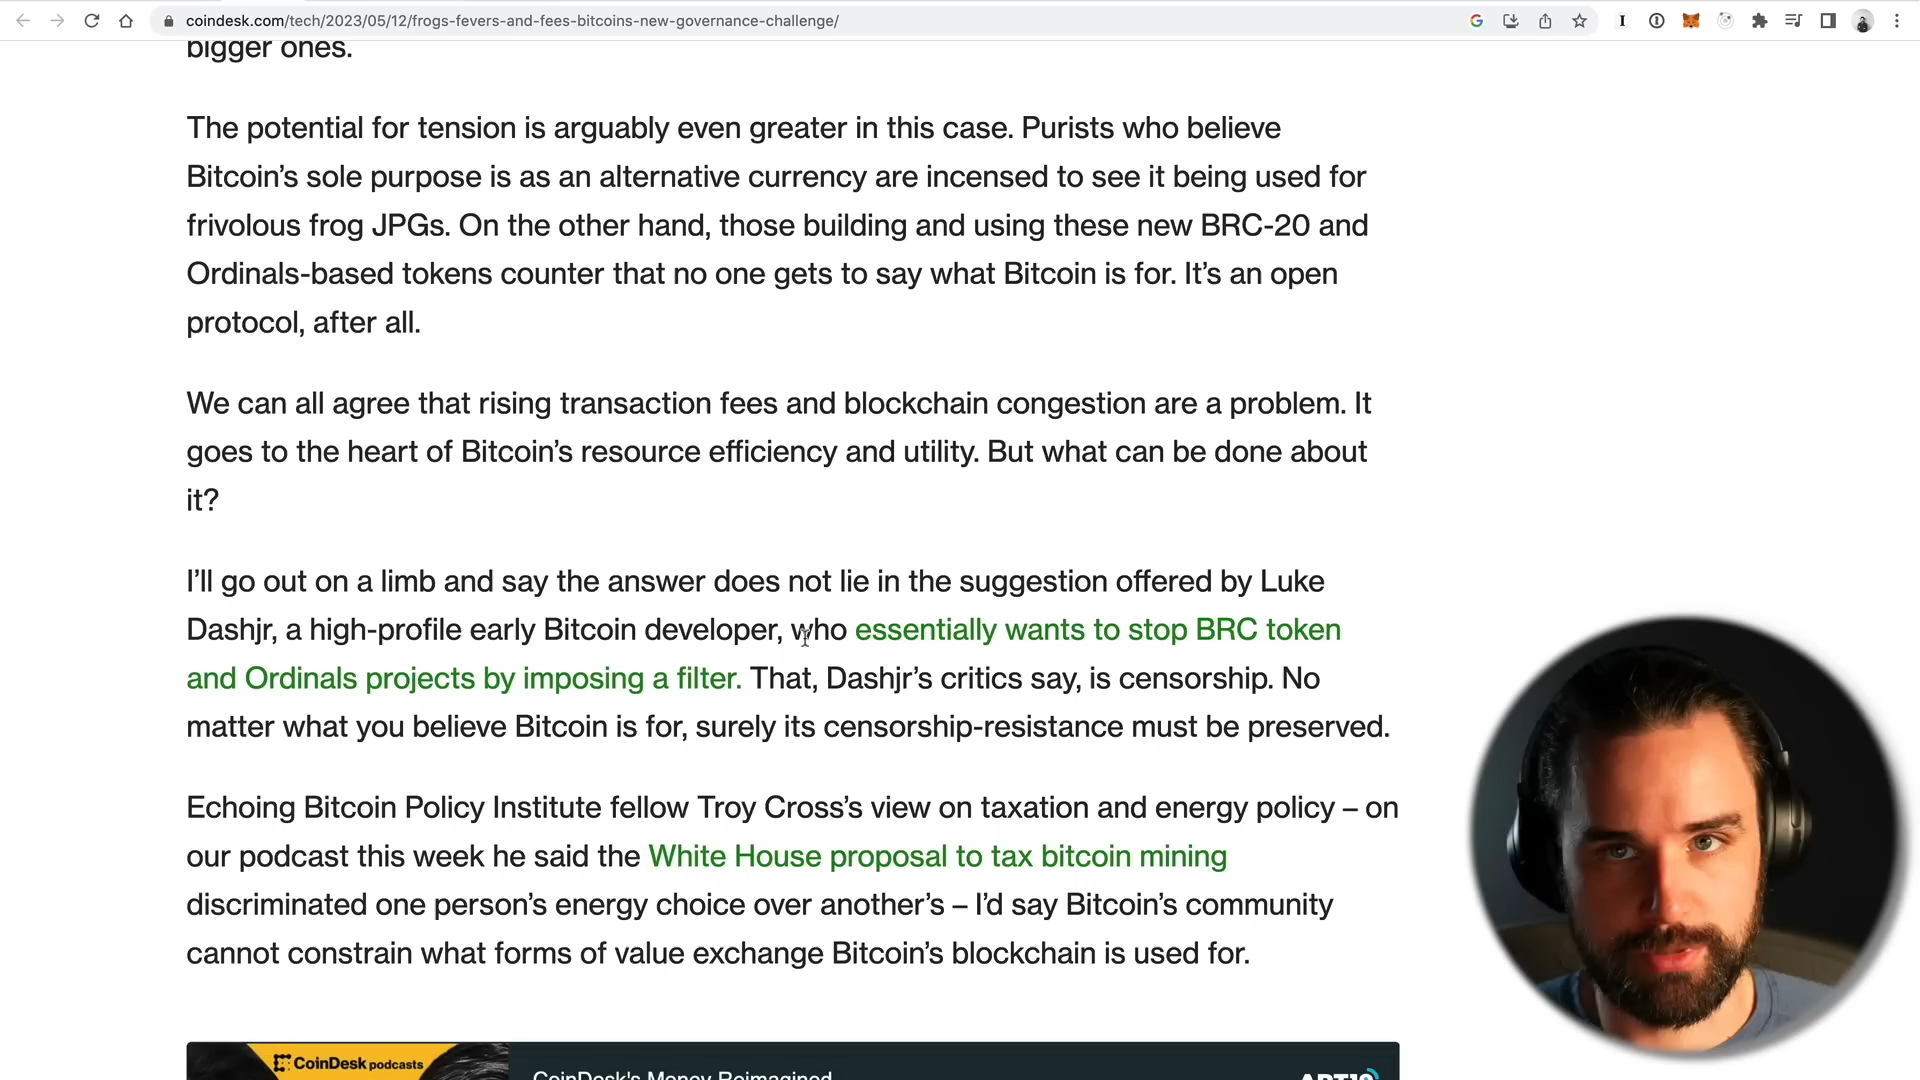 coindesk.com/tech/2023/05/12/frogs-fevers-and-fees-bitcoins-new-governance-challenge/
bigger ones.
The potential for tension is arguably even greater in this case. Purists who believe
Bitcoin’s sole purpose is as an alternative currency are incensed to see it being used for
frivolous frog JPGs. On the other hand, those building and using these new BRC-20 and
Ordinals-based tokens counter that no one gets to say what Bitcoin is for. It’s an open
protocol, after all.
We can all agree that rising transaction fees and blockchain congestion are a problem. It
goes to the heart of Bitcoin’s resource efficiency and utility. But what can be done about
it?
I’ll go out on a limb and say the answer does not lie in the suggestion offered by Luke
Dashjr, a high-profile early Bitcoin developer, who essentially wants to stop BRC token
and Ordinals projects by imposing a filter. That, Dashjr’s critics say, is censorship. No
matter what you believe Bitcoin is for, surely its censorship-resistance must be preserved.
Echoing Bitcoin Policy Institute fellow Troy Cross’s view on taxation and energy policy – on
our podcast this week he said the White House proposal to tax bitcoin mining
discriminated one person’s energy choice over another’s – I’d say Bitcoin’s community
cannot constrain what forms of value exchange Bitcoin’s blockchain is used for.
CoinDesk podcasts
CoinDesk's Money Reimagined
ART19